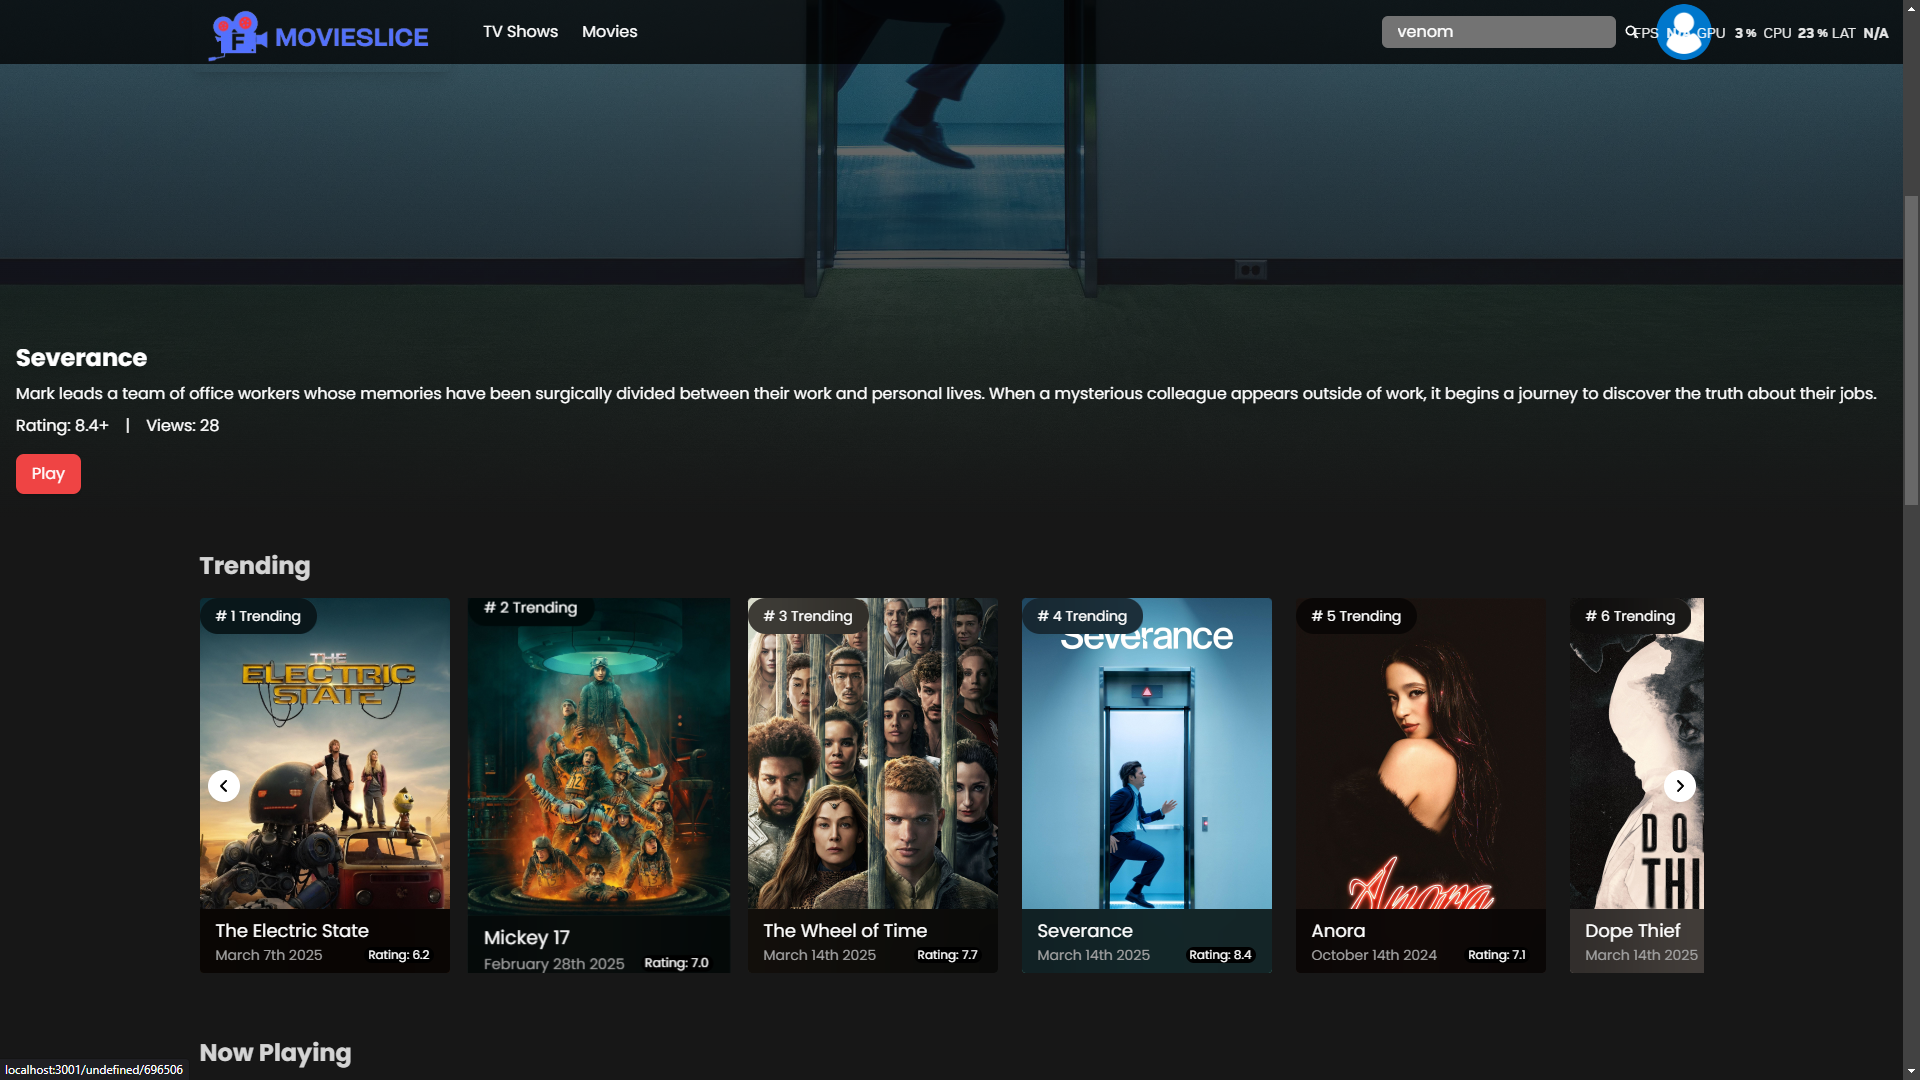 MOVIESLICE TV Shows Movies venom FPS N/A GPU 3 % CPU 23 % LAT N/A
Severance
Mark leads a team of office workers whose memories have been surgically divided between their work and personal lives. When a mysterious colleague appears outside of work, it begins a journey to discover the truth about their jobs.
Rating: 8.4+ | Views: 28
Play
Trending
# 1 Trending
THE
ELECTRIC
STATE
The Electric State
March 7th 2025 Rating: 6.2
# 2 Trending
Mickey 17
February 28th 2025 Rating: 7.0
# 3 Trending
The Wheel of Time
March 14th 2025 Rating: 7.7
# 4 Trending
Severance
Severance
March 14th 2025 Rating: 8.4
# 5 Trending
Anora
Anora
October 14th 2024 Rating: 7.1
# 6 Trending
DO
THI
Dope Thief
March 14th 2025
Now Playing
localhost:3001/undefined/696506